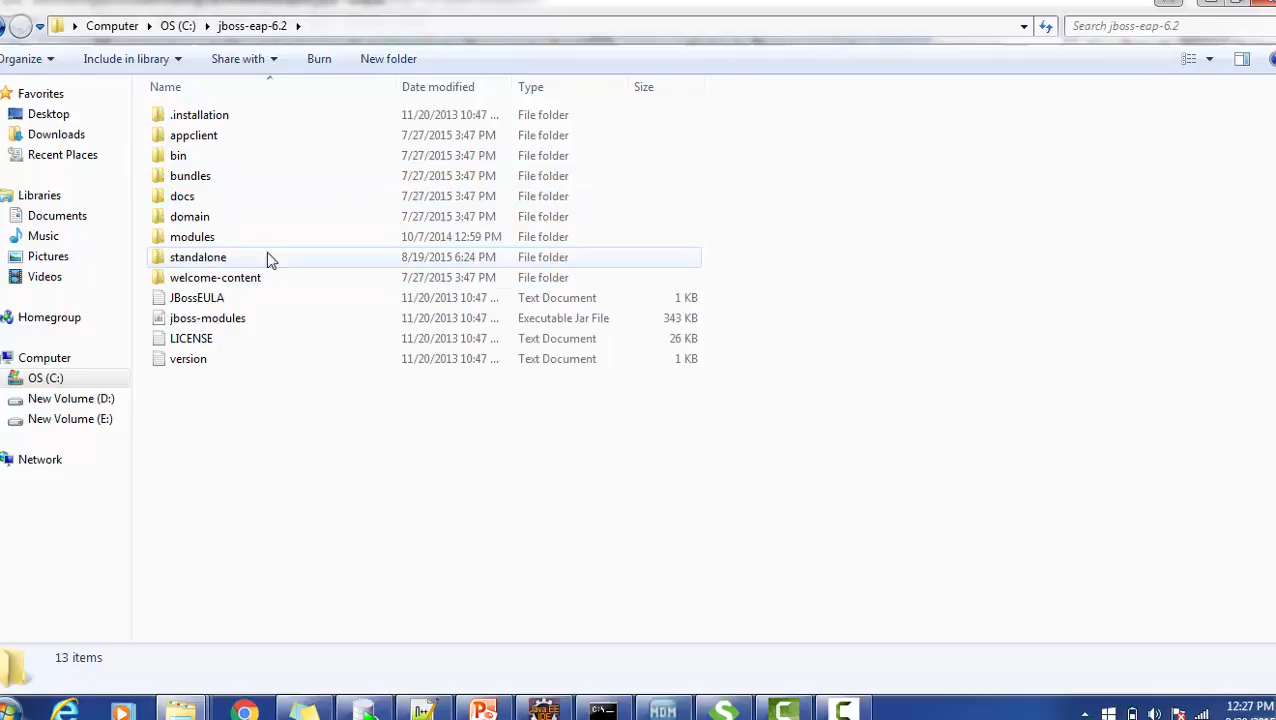 Computer OS (C:) jboss-eap-6.2 Search jboss-eap-6.2
Organize Include in library Share with Burn New folder
Name Date modified Type Size
Favorites
Desktop
Downloads
Recent Places
Libraries
Documents
Music
Pictures
Videos
Homegroup
Computer
OS (C:)
New Volume (D:)
New Volume (E:)
Network
.installation 11/20/2013 10:47 ... File folder
appclient 7/27/2015 3:47 PM File folder
bin 7/27/2015 3:47 PM File folder
bundles 7/27/2015 3:47 PM File folder
docs 7/27/2015 3:47 PM File folder
domain 7/27/2015 3:47 PM File folder
modules 10/7/2014 12:59 PM File folder
standalone 8/19/2015 6:24 PM File folder
welcome-content 7/27/2015 3:47 PM File folder
JBossEULA 11/20/2013 10:47 ... Text Document 1 KB
jboss-modules 11/20/2013 10:47 ... Executable Jar File 343 KB
LICENSE 11/20/2013 10:47 ... Text Document 26 KB
version 11/20/2013 10:47 ... Text Document 1 KB
13 items
12:27 PM